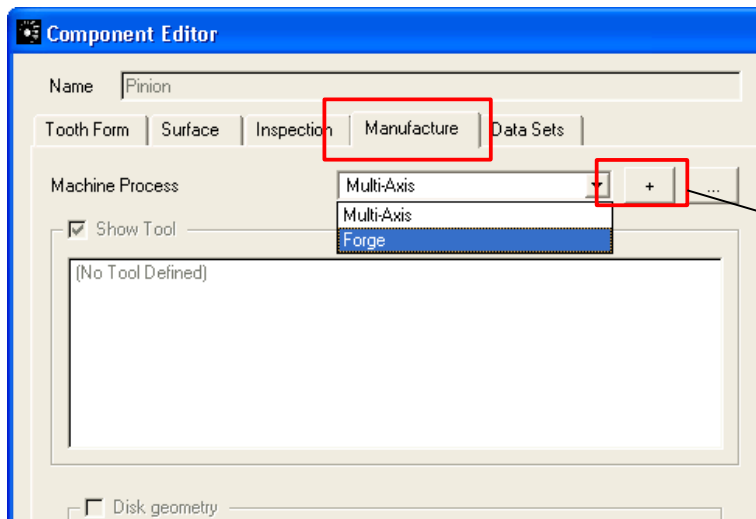 Component Editor
Name Pinion
Tooth Form Surface Inspection Manufacture Data Sets
Machine Process Multi-Axis + ...
Multi-Axis
Show Tool
Forge
(No Tool Defined)
Disk geometry